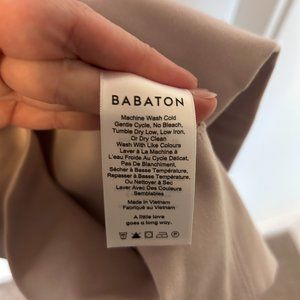 BABATON
Machine Wash Cold
Gentle Cycle, No Bleach,
Tumble Dry Low, Low Iron,
Or Dry Clean
Wash With Like Colours
Laver À La Machine À
L'eau Froide Au Cycle Délicat,
Pas De Blanchiment,
Sécher à Basse Température,
Repasser à Basse Température,
Ou Nettoyer à Sec
Laver Avec Des Couleurs
Semblables
Made in Vietnam
Fabriqué au Vietnam
A little love
goes a long way.